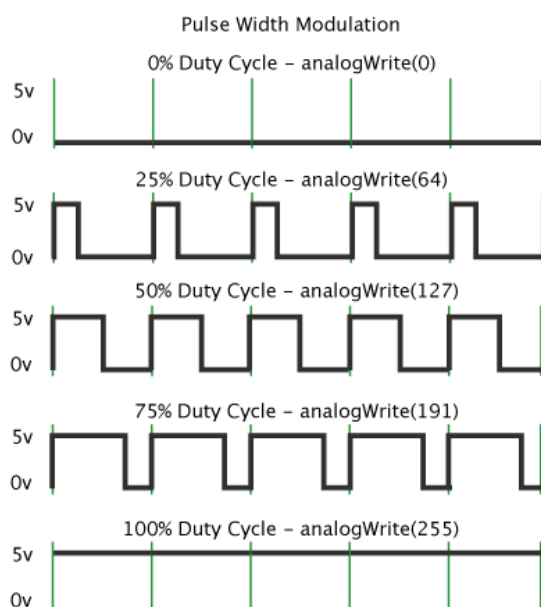 Pulse Width Modulation
0% Duty Cycle – analogWrite(0)
5v
0v
25% Duty Cycle – analogWrite(64)
5v
0v
50% Duty Cycle – analogWrite(127)
5v
0v
75% Duty Cycle – analogWrite(191)
5v
0v
100% Duty Cycle – analogWrite(255)
5v
0v